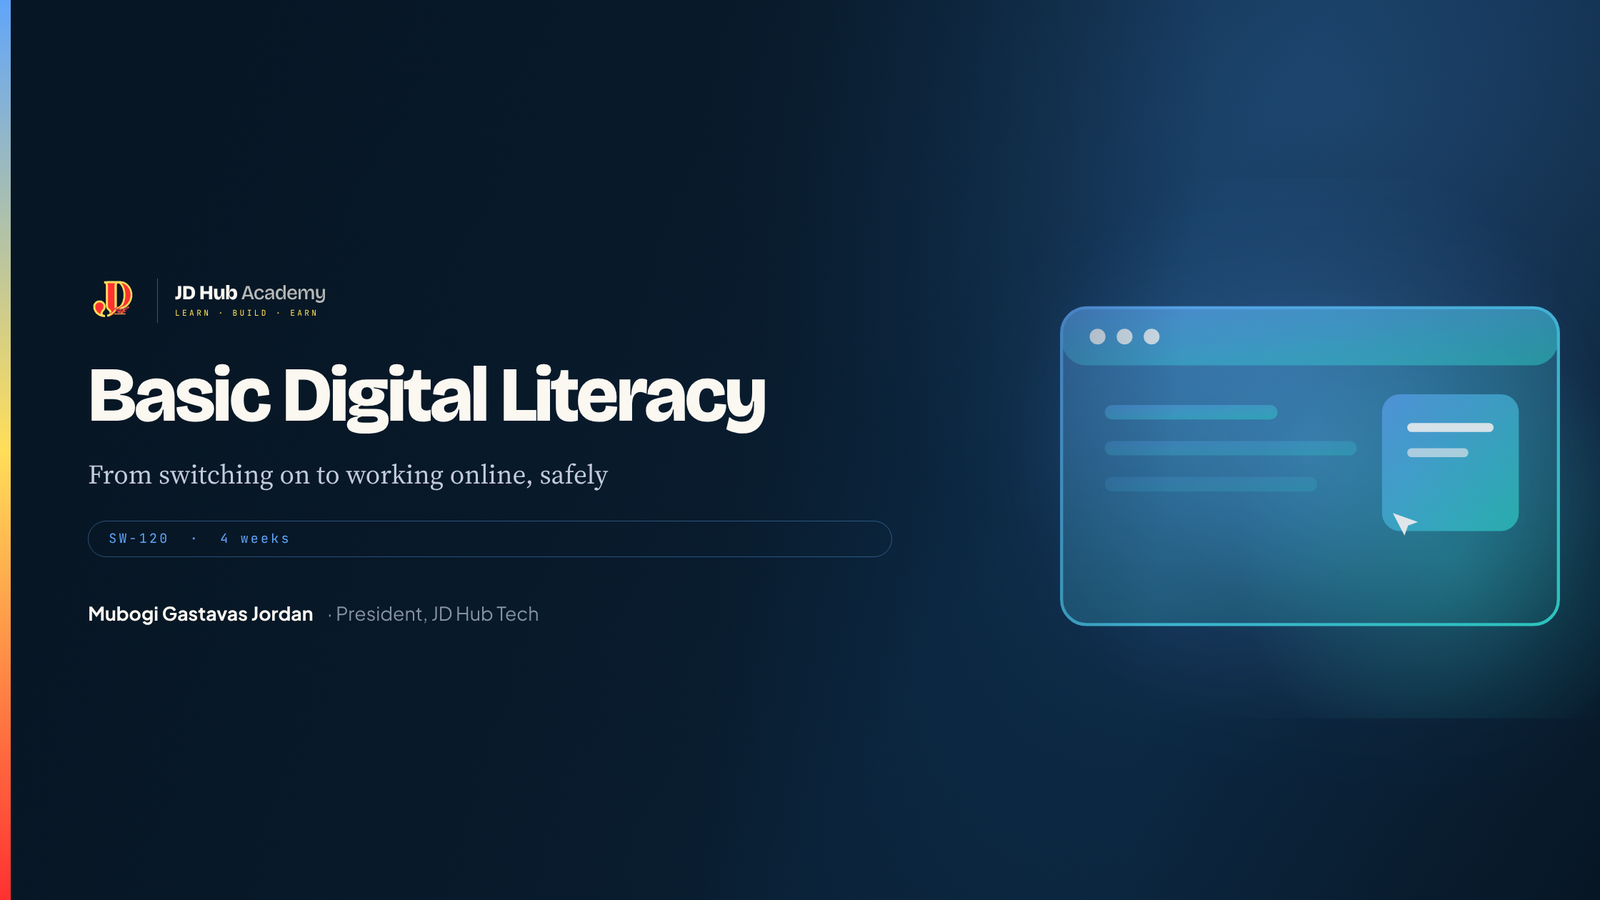 JD Hub Academy
LEARN · BUILD · EARN
Basic Digital Literacy
From switching on to working online, safely
SW-120 · 4 weeks
Mubogi Gastavas Jordan · President, JD Hub Tech